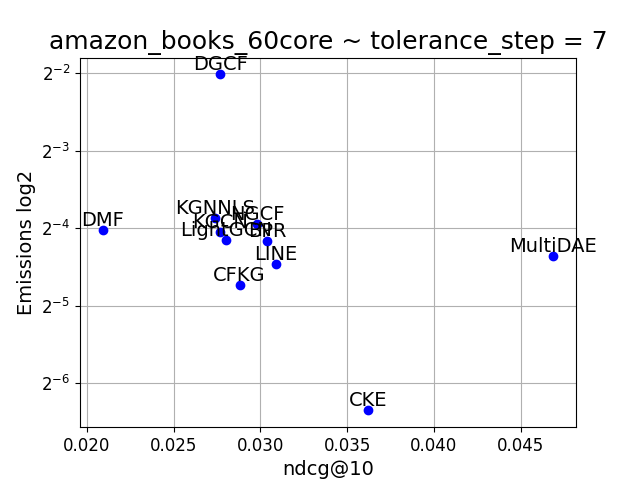 amazon_books_60core ~ tolerance_step = 7
Emissions log2
2⁻²
2⁻³
2⁻⁴
2⁻⁵
2⁻⁶
DGCF
KGNNLS
NGCF
DMF
KGCN
LightGCN
BPR
MultiDAE
LINE
CFKG
CKE
0.020 0.025 0.030 0.035 0.040 0.045
ndcg@10